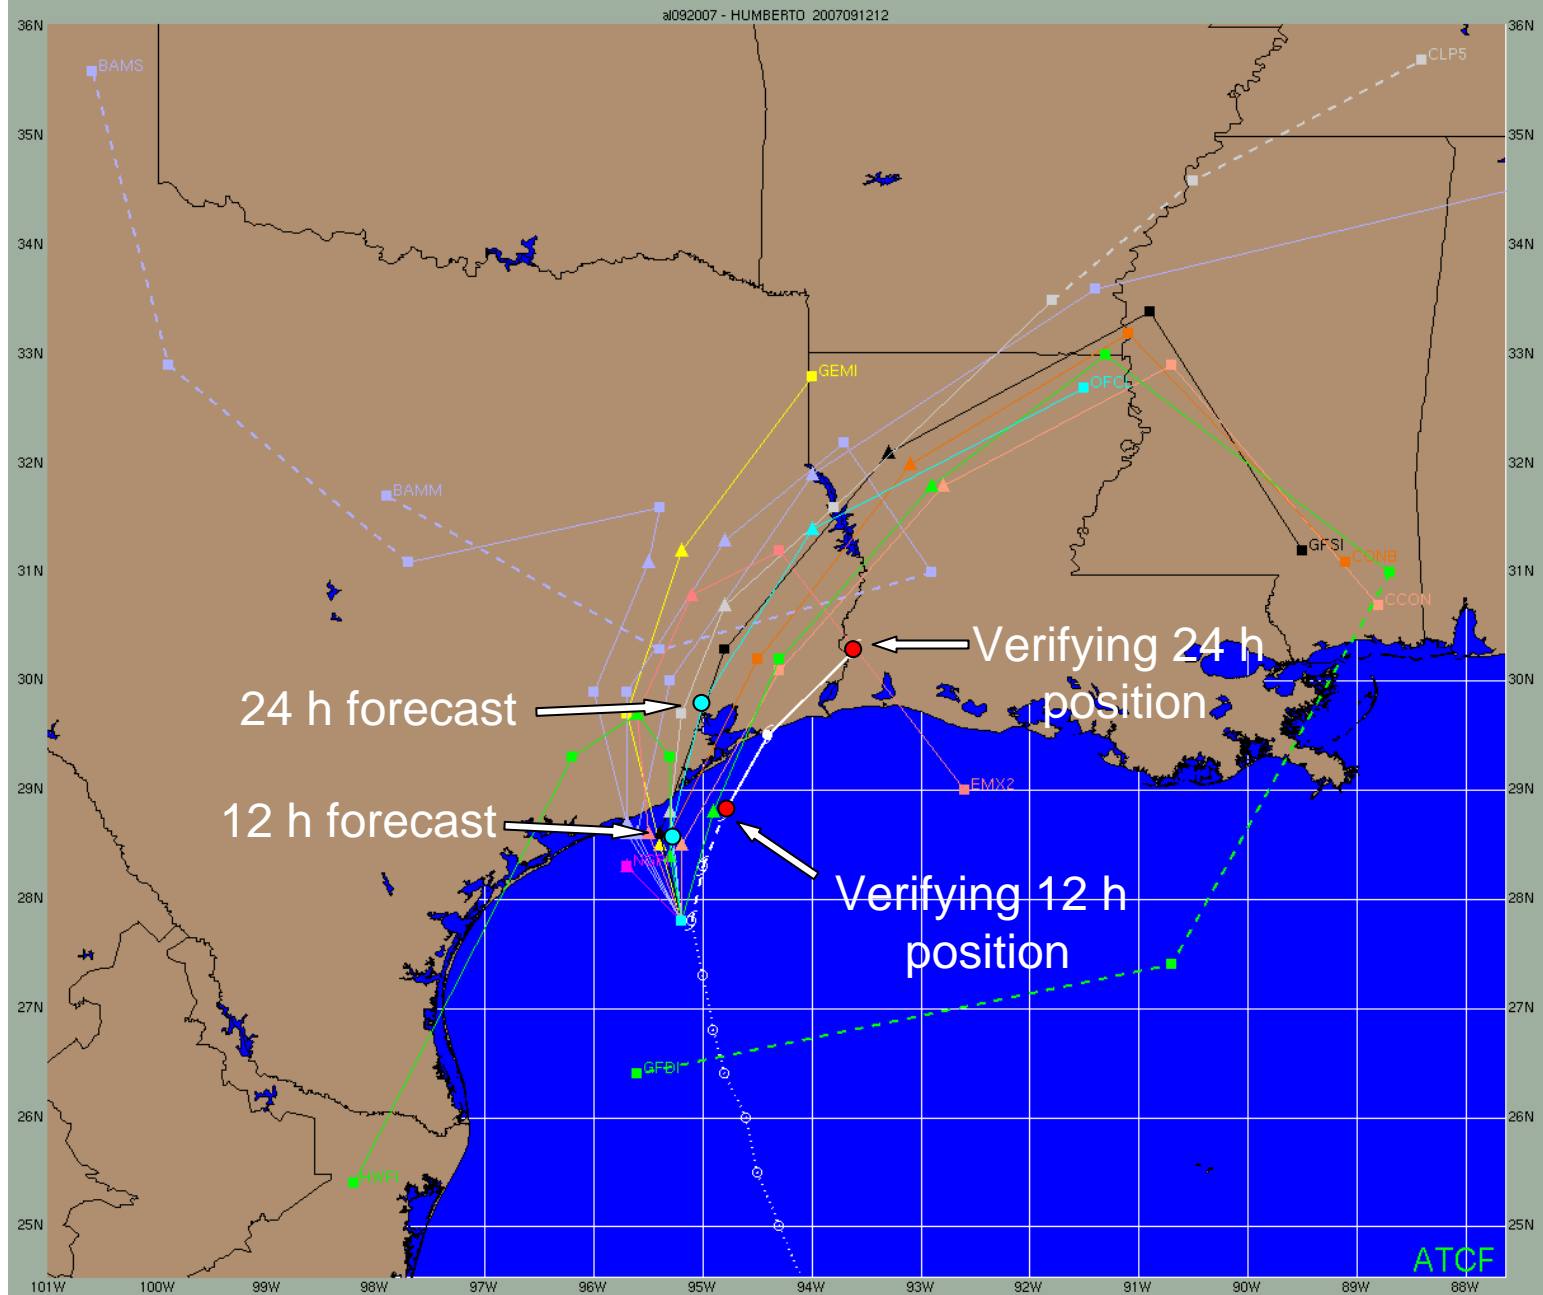 al092007 - HUMBERTO 2007091212
36N
36N
BAMS
CLP5
35N
35N
34N
34N
33N
33N
GEMI
OFCL
32N
32N
BAMM
GFSI
CONB
31N
31N
CCON
Verifying 24 h
position
30N
30N
24 h forecast
29N
29N
EMX2
12 h forecast
28N
28N
Verifying 12 h
position
27N
27N
GFDI
26N
26N
HWFI
25N
25N
ATCF
101W
100W
99W
98W
97W
96W
95W
94W
93W
92W
91W
90W
89W
88W